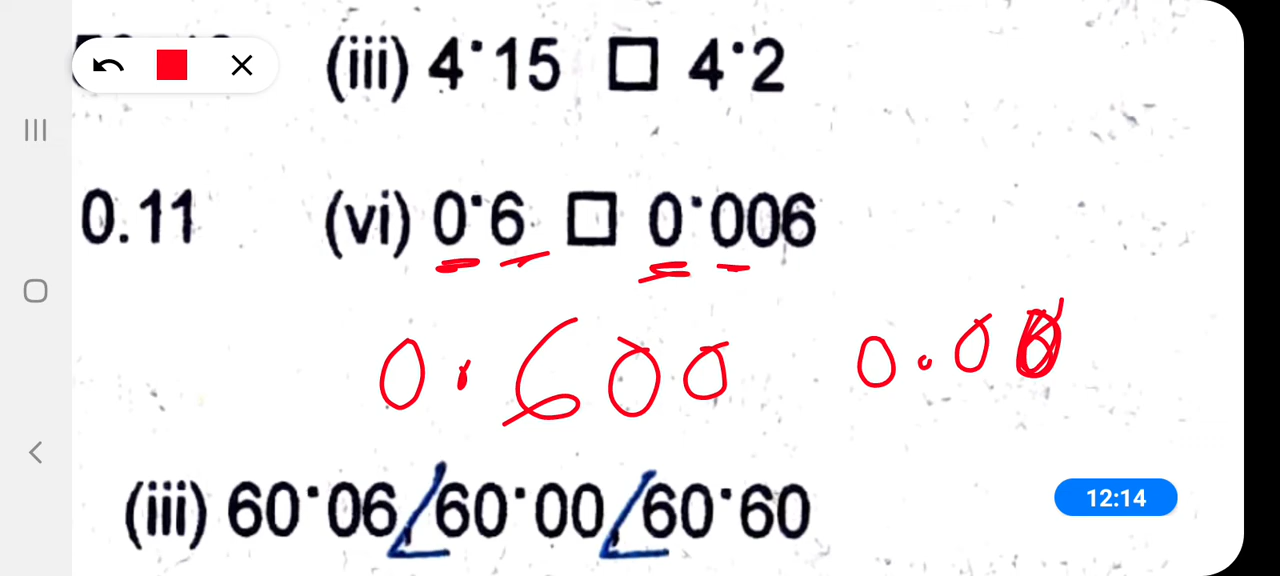 (iii) 4·15 □ 4·2
0.11 (vi) 0·6 □ 0·006
0.600 0.0
(iii) 60·06, 60·00, 60·60
12:14